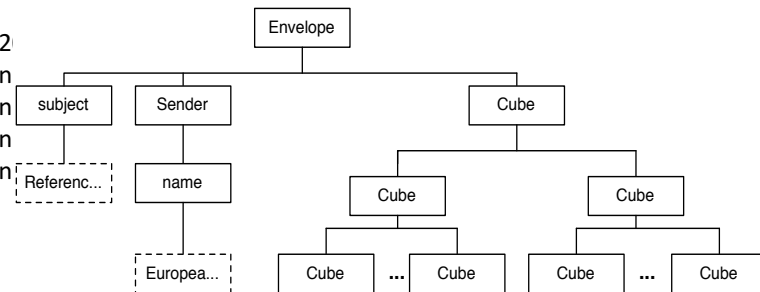 Envelope
subject Sender Cube
Referenc... name Cube Cube
Europea... Cube ... Cube Cube ... Cube